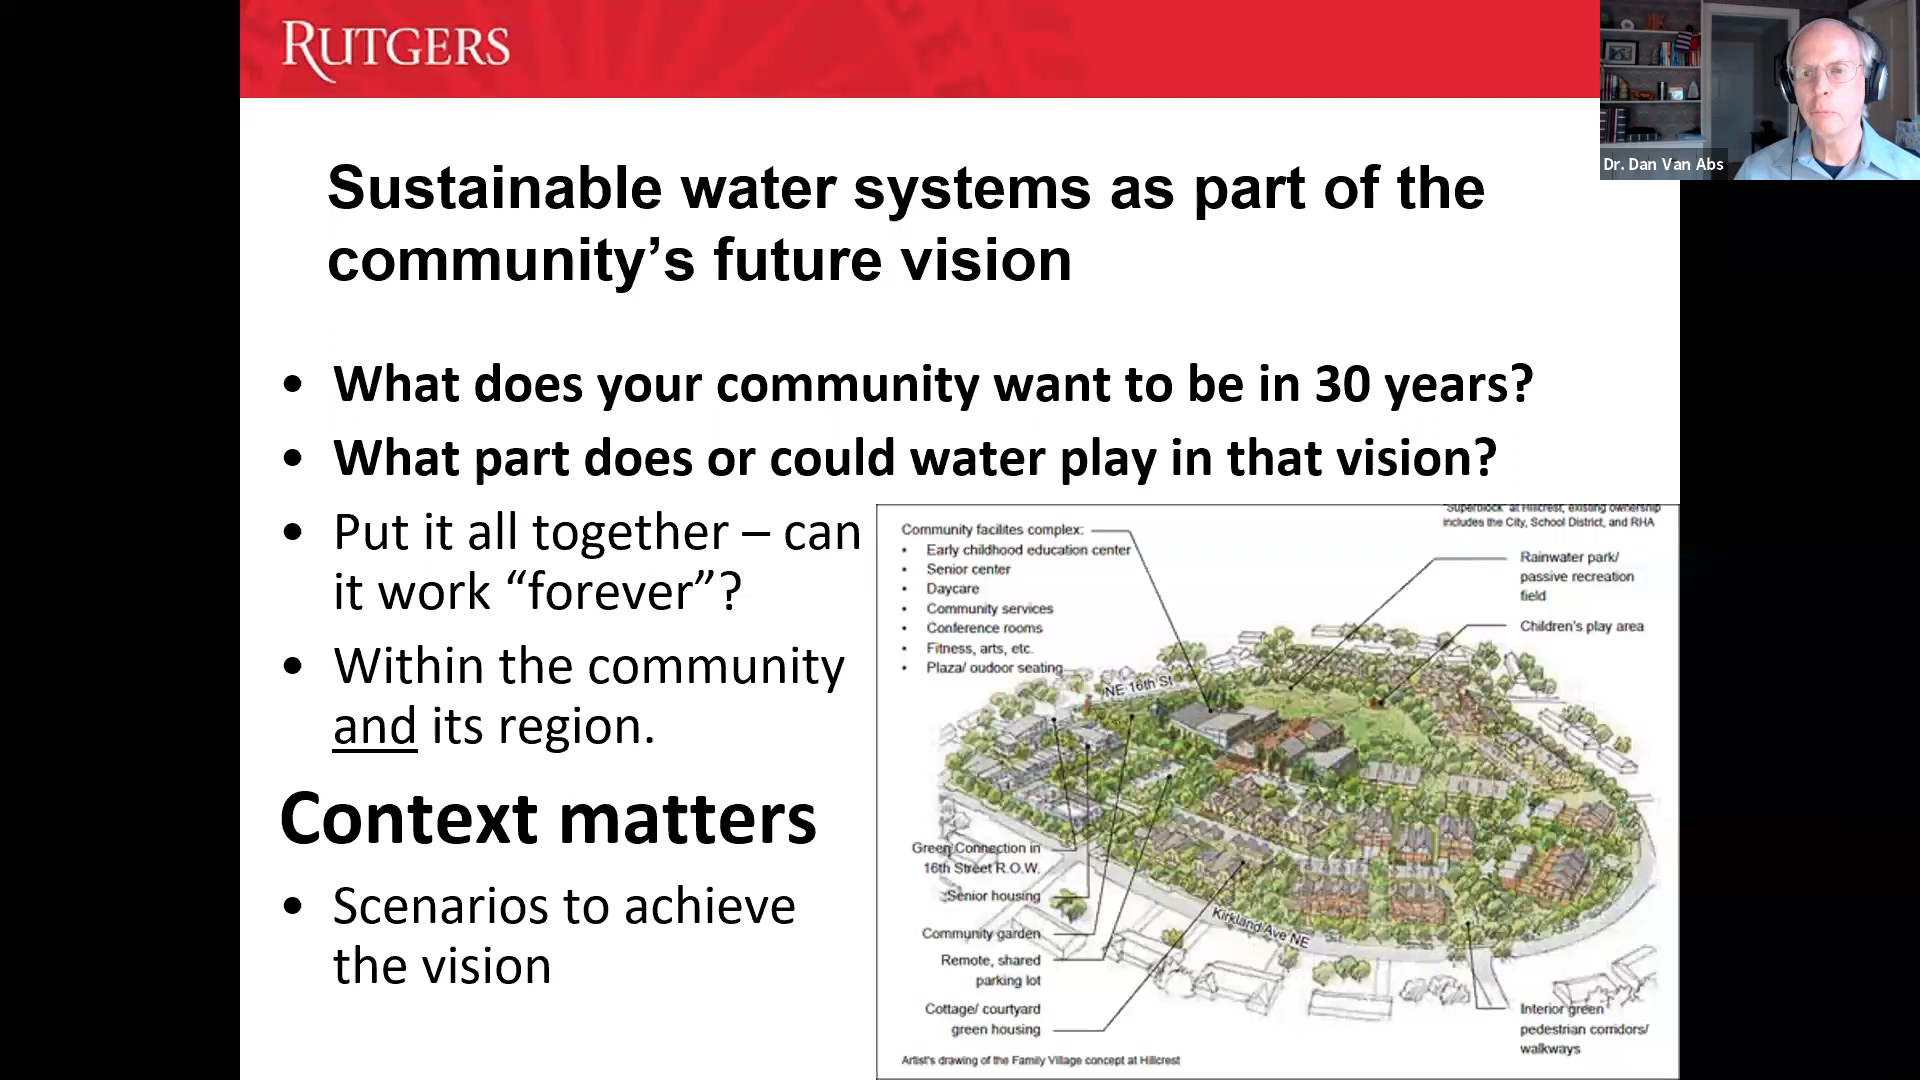 RUTGERS
Dr. Dan Van Abs
Sustainable water systems as part of the
community’s future vision
• What does your community want to be in 30 years?
• What part does or could water play in that vision?
• Put it all together – can
it work “forever”?
• Within the community
and its region.
Context matters
• Scenarios to achieve
the vision
"Superblock" at Hillcrest, existing ownership
includes the City, School District, and RHA
Community facilites complex:
• Early childhood education center
• Senior center
• Daycare
• Community services
• Conference rooms
• Fitness, arts, etc.
• Plaza/ oudoor seating
Rainwater park/
passive recreation
field
Children's play area
NE 16th St
Green Connection in
16th Street R.O.W.
Senior housing
Community garden
Remote, shared
parking lot
Cottage/ courtyard
green housing
Kirkland Ave NE
Interior green
pedestrian corridors/
walkways
Artist's drawing of the Family Village concept at Hillcrest